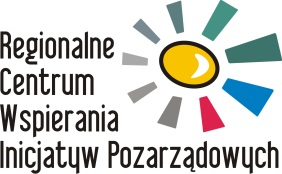 Regionalne
Centrum
Wspierania
Inicjatyw Pozarządowych